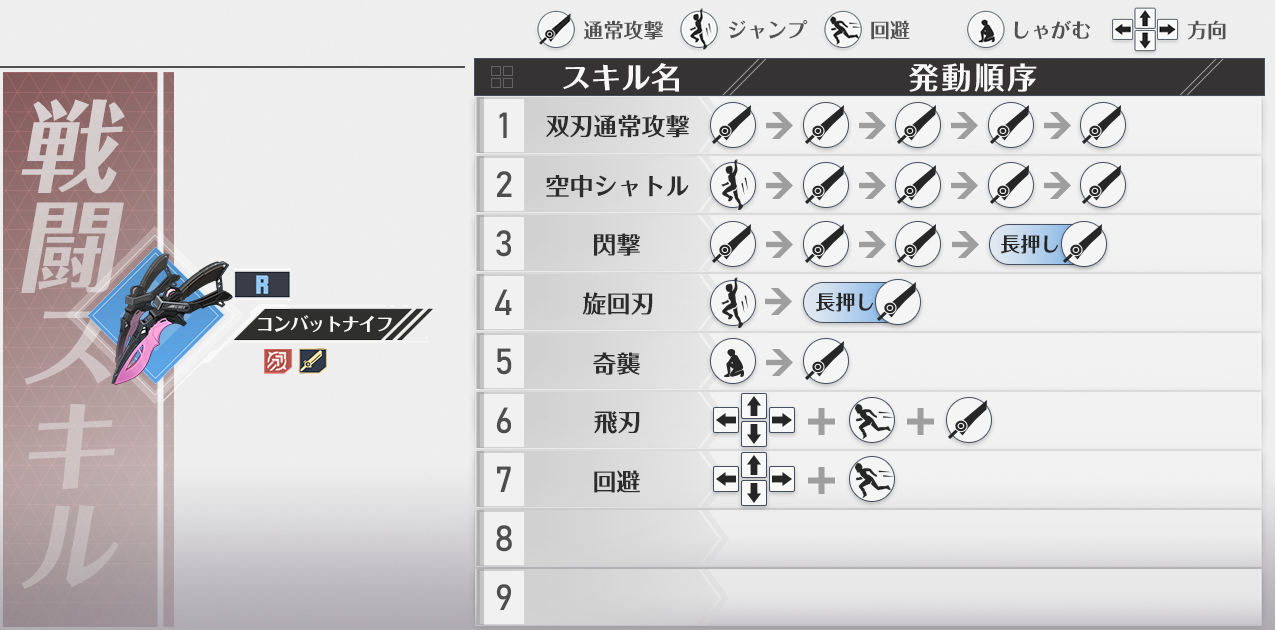 通常攻撃 ジャンプ 回避 しゃがむ 方向
戦闘スキル
R
コンバットナイフ
スキル名 発動順序
1 双刃通常攻撃
2 空中シャトル
3 閃撃 長押し
4 旋回刃 長押し
5 奇襲
6 飛刃
7 回避
8
9